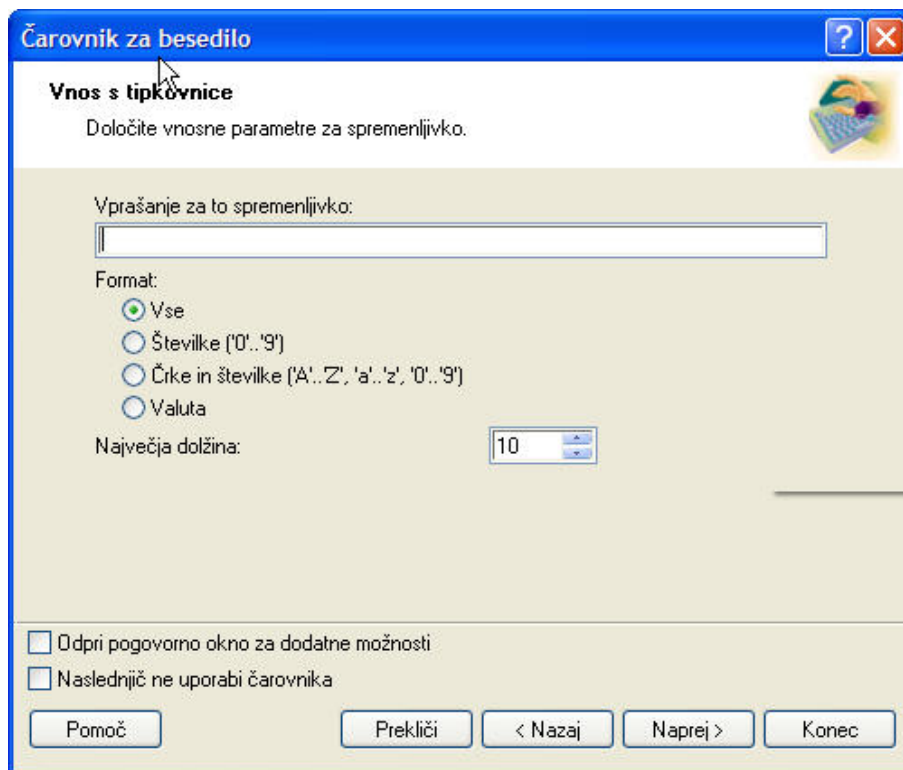 Čarovnik za besedilo
Vnos s tipkovnice
Določite vnosne parametre za spremenljivko.
Vprašanje za to spremenljivko:
Format:
Vse
Številke ('0'..'9')
Črke in številke ('A'..'Z', 'a'..'z', '0'..'9')
Valuta
Največja dolžina:
10
Odpri pogovorno okno za dodatne možnosti
Naslednjič ne uporabi čarovnika
Pomoč
Prekliči
< Nazaj
Naprej >
Konec